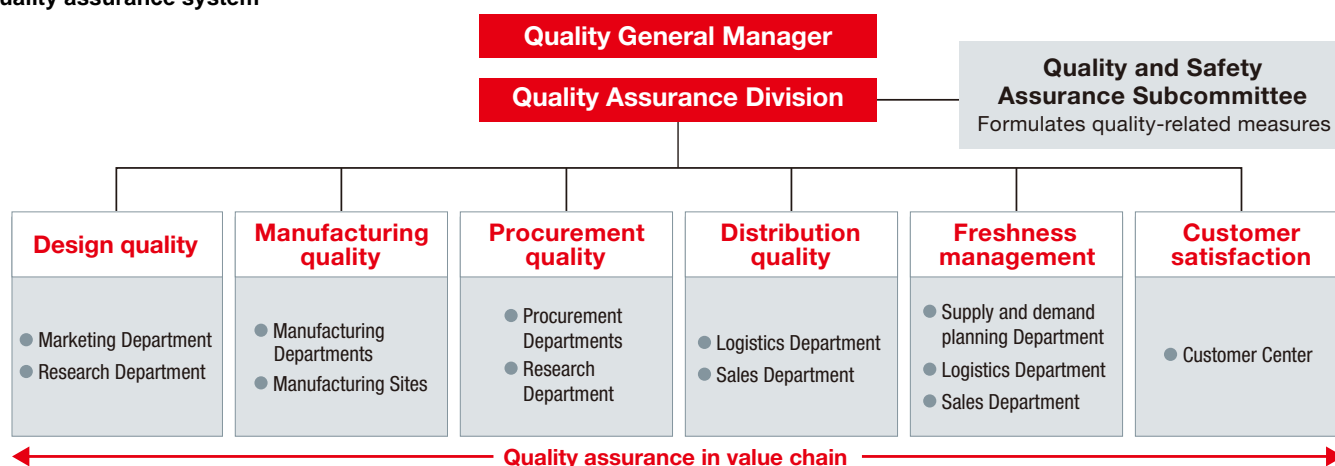 uality assurance system
Quality General Manager
Quality Assurance Division
Quality and Safety
Assurance Subcommittee
Formulates quality-related measures
Design quality
Marketing Department
Research Department
Manufacturing
quality
Manufacturing
Departments
Manufacturing Sites
Procurement
quality
Procurement
Departments
Research
Department
Distribution
quality
Logistics Department
Sales Department
Freshness
management
Supply and demand
planning Department
Logistics Department
Sales Department
Customer
satisfaction
Customer Center
Quality assurance in value chain